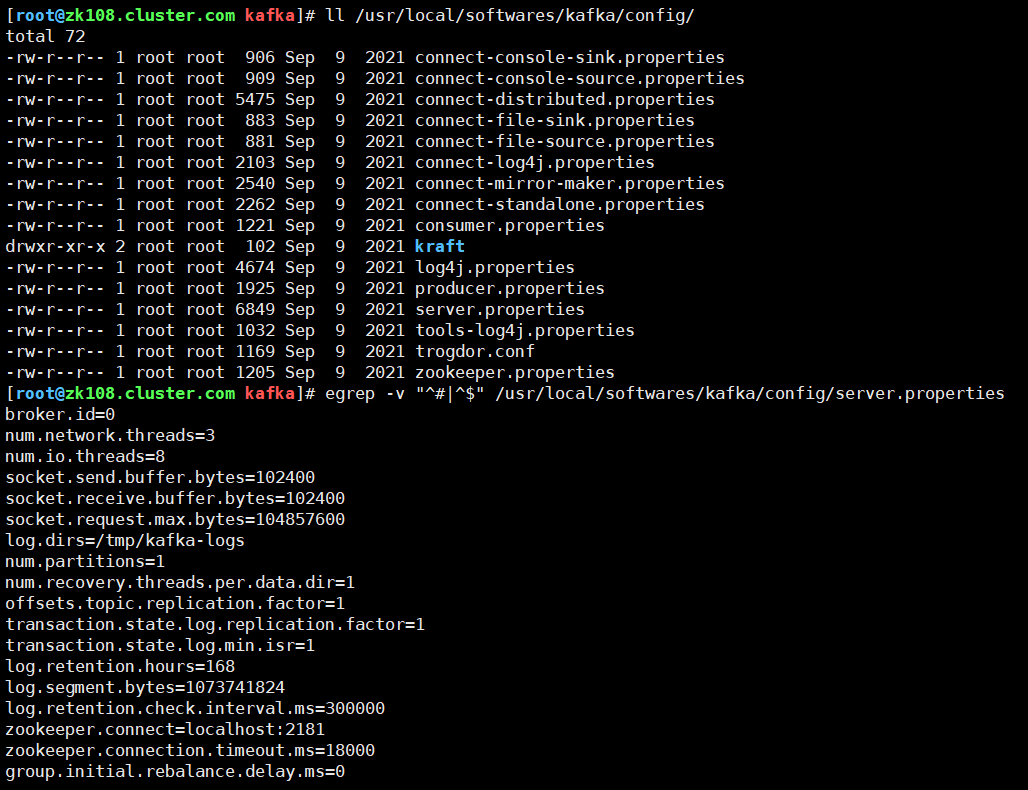 [root@zk108.cluster.com kafka]# ll /usr/local/softwares/kafka/config/
total 72
-rw-r--r-- 1 root root  906 Sep  9  2021 connect-console-sink.properties
-rw-r--r-- 1 root root  909 Sep  9  2021 connect-console-source.properties
-rw-r--r-- 1 root root 5475 Sep  9  2021 connect-distributed.properties
-rw-r--r-- 1 root root  883 Sep  9  2021 connect-file-sink.properties
-rw-r--r-- 1 root root  881 Sep  9  2021 connect-file-source.properties
-rw-r--r-- 1 root root 2103 Sep  9  2021 connect-log4j.properties
-rw-r--r-- 1 root root 2540 Sep  9  2021 connect-mirror-maker.properties
-rw-r--r-- 1 root root 2262 Sep  9  2021 connect-standalone.properties
-rw-r--r-- 1 root root 1221 Sep  9  2021 consumer.properties
drwxr-xr-x 2 root root  102 Sep  9  2021 kraft
-rw-r--r-- 1 root root 4674 Sep  9  2021 log4j.properties
-rw-r--r-- 1 root root 1925 Sep  9  2021 producer.properties
-rw-r--r-- 1 root root 6849 Sep  9  2021 server.properties
-rw-r--r-- 1 root root 1032 Sep  9  2021 tools-log4j.properties
-rw-r--r-- 1 root root 1169 Sep  9  2021 trogdor.conf
-rw-r--r-- 1 root root 1205 Sep  9  2021 zookeeper.properties
[root@zk108.cluster.com kafka]# egrep -v "^#|^$" /usr/local/softwares/kafka/config/server.properties
broker.id=0
num.network.threads=3
num.io.threads=8
socket.send.buffer.bytes=102400
socket.receive.buffer.bytes=102400
socket.request.max.bytes=104857600
log.dirs=/tmp/kafka-logs
num.partitions=1
num.recovery.threads.per.data.dir=1
offsets.topic.replication.factor=1
transaction.state.log.replication.factor=1
transaction.state.log.min.isr=1
log.retention.hours=168
log.segment.bytes=1073741824
log.retention.check.interval.ms=300000
zookeeper.connect=localhost:2181
zookeeper.connection.timeout.ms=18000
group.initial.rebalance.delay.ms=0